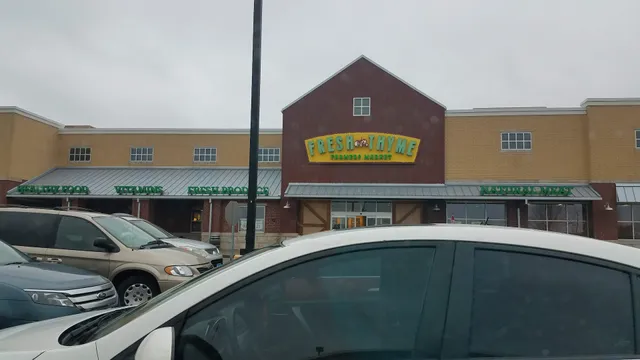 FRESH THYME
FARMERS MARKET
HEALTHY FOOD
VITAMINS
FRESH PRODUCE
NATURAL MEAT